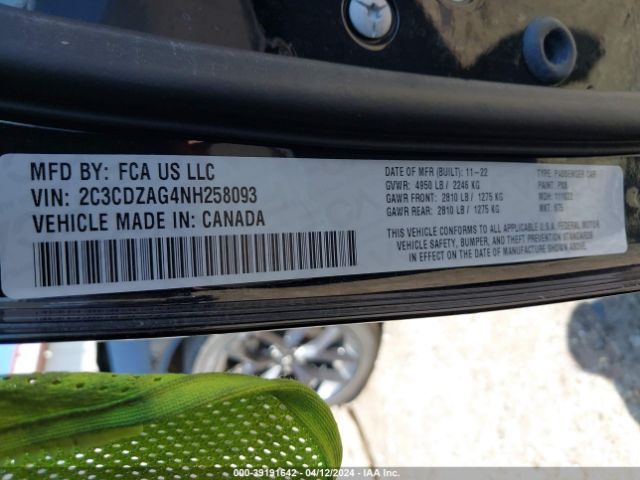 MFD BY: FCA US LLC
VIN: 2C3CDZAG4NH258093
VEHICLE MADE IN: CANADA
DATE OF MFR (BUILT): 11-22
GVWR: 4950 LB / 2246 KG
GAWR FRONT: 2810 LB / 1275 KG
GAWR REAR: 2810 LB / 1275 KG
TYPE: PASSENGER CAR
PAINT: PX8
MDH:
MKT:
THIS VEHICLE CONFORMS TO ALL APPLICABLE U.S.A. FEDERAL MOTOR
VEHICLE SAFETY, BUMPER, AND THEFT PREVENTION STANDARDS
IN EFFECT ON THE DATE OF MANUFACTURE SHOWN ABOVE.
000-39191642 - 04/12/2024 - IAA Inc.